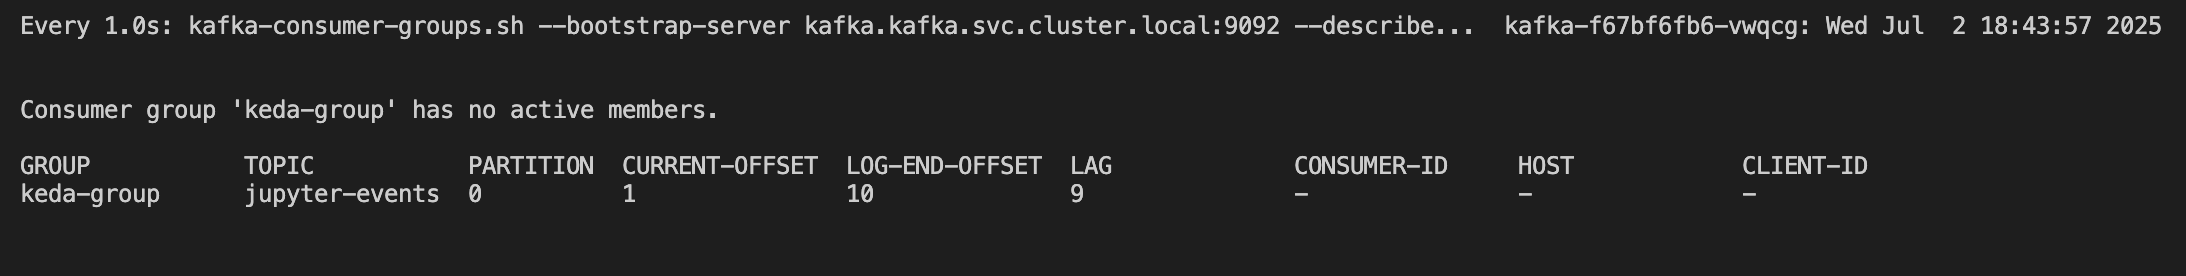 Every 1.0s: kafka-consumer-groups.sh --bootstrap-server kafka.kafka.svc.cluster.local:9092 --describe...  kafka-f67bf6fb6-vwqcg: Wed Jul  2 18:43:57 2025
Consumer group 'keda-group' has no active members.
GROUP           TOPIC           PARTITION  CURRENT-OFFSET  LOG-END-OFFSET  LAG             CONSUMER-ID     HOST            CLIENT-ID
keda-group      jupyter-events  0          1               10              9               -               -               -